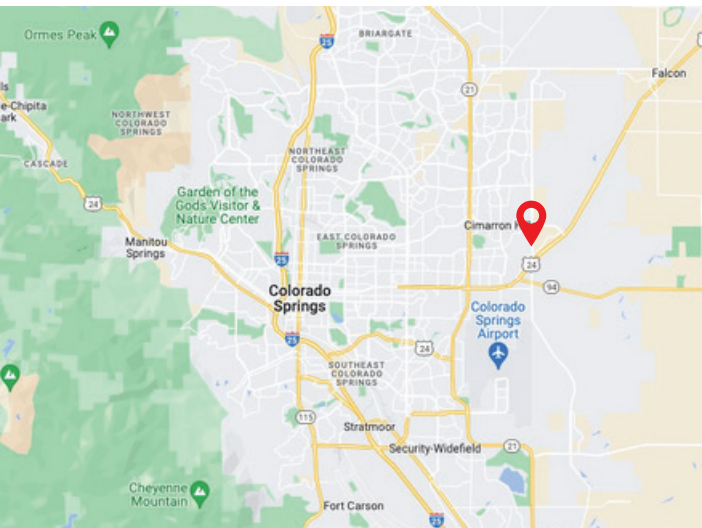 Ormes Peak
25
BRIARGATE
Falcon
21
ls
e-Chipita
ark
NORTHWEST
COLORADO
SPRINGS
NORTHEAST
COLORADO
SPRINGS
CASCADE
24
Garden of the
Gods Visitor &
Nature Center
Cimarron H
EAST COLORADO
SPRINGS
Manitou
Springs
25
24
94
Colorado
Springs
Colorado
Springs
Airport
25
24
SOUTHEAST
COLORADO
SPRINGS
115
Stratmoor
Security-Widefield
21
Cheyenne
Mountain
Fort Carson
25